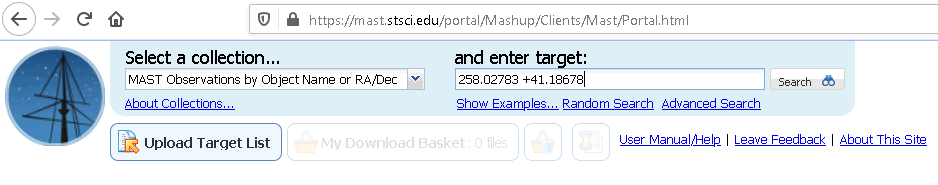 https://mast.stsci.edu/portal/Mashup/Clients/Mast/Portal.html
Select a collection... and enter target:
MAST Observations by Object Name or RA/Dec 258.02783 +41.18678 Search
About Collections... Show Examples... Random Search Advanced Search
Upload Target List My Download Basket: 0 files User Manual/Help | Leave Feedback | About This Site